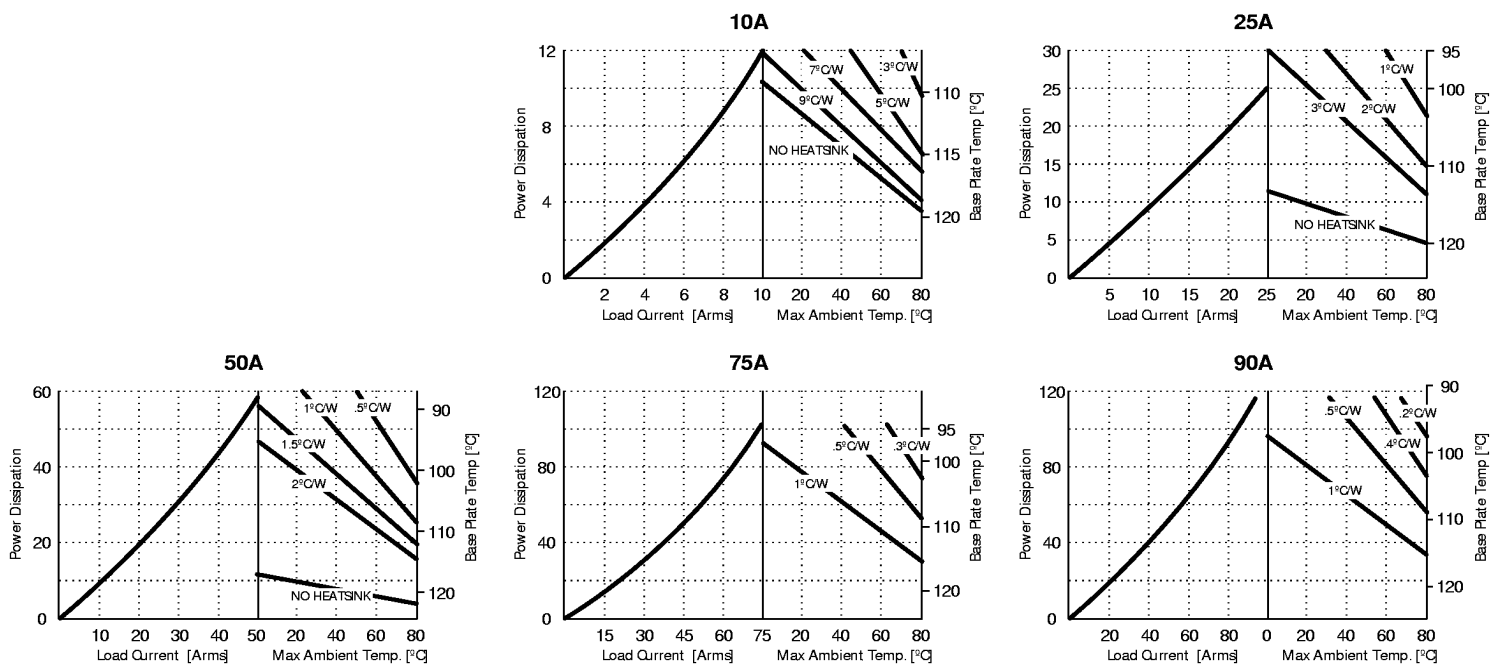 10A
12
8
4
0
Power Dissipation
2 4 6 8 10 20 40 60 80
Load Current [Arms] Max Ambient Temp. [ºC]
7ºC/W
3ºC/W
9ºC/W
5ºC/W
NO HEATSINK
110
115
120
Base Plate Temp [ºC]
25A
30
25
20
15
10
5
0
Power Dissipation
5 10 15 20 25 20 40 60 80
Load Current [Arms] Max Ambient Temp. [ºC]
1ºC/W
2ºC/W
3ºC/W
NO HEATSINK
95
100
110
120
Base Plate Temp [ºC]
50A
60
40
20
0
Power Dissipation
10 20 30 40 50 20 40 60 80
Load Current [Arms] Max Ambient Temp. [ºC]
1ºC/W
.5ºC/W
1.5ºC/W
2ºC/W
NO HEATSINK
90
100
110
120
Base Plate Temp [ºC]
75A
120
80
40
0
Power Dissipation
15 30 45 60 75 20 40 60 80
Load Current [Arms] Max Ambient Temp. [ºC]
.5ºC/W
.3ºC/W
1ºC/W
95
100
110
120
Base Plate Temp [ºC]
90A
120
80
40
0
Power Dissipation
20 40 60 80 0 20 40 60 80
Load Current [Arms] Max Ambient Temp. [ºC]
.5ºC/W
.2ºC/W
.4ºC/W
1ºC/W
90
100
110
120
Base Plate Temp [ºC]